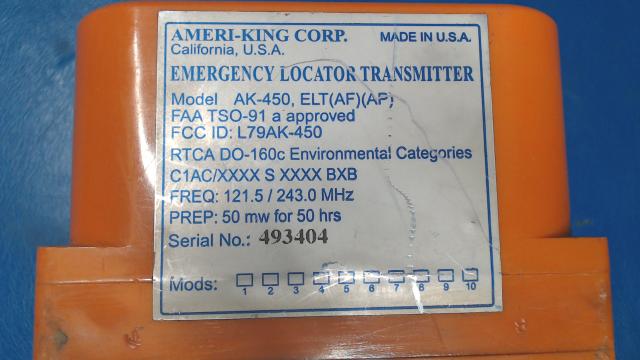 AMERI-KING CORP. MADE IN U.S.A.
California, U.S.A.
EMERGENCY LOCATOR TRANSMITTER
Model AK-450, ELT(AF)(AP)
FAA TSO-91 a approved
FCC ID: L79AK-450
RTCA DO-160c Environmental Categories
C1AC/XXXX S XXXX BXB
FREQ: 121.5 / 243.0 MHz
PREP: 50 mw for 50 hrs
Serial No.: 493404
Mods: 1 2 3 4 5 6 7 8 9 10